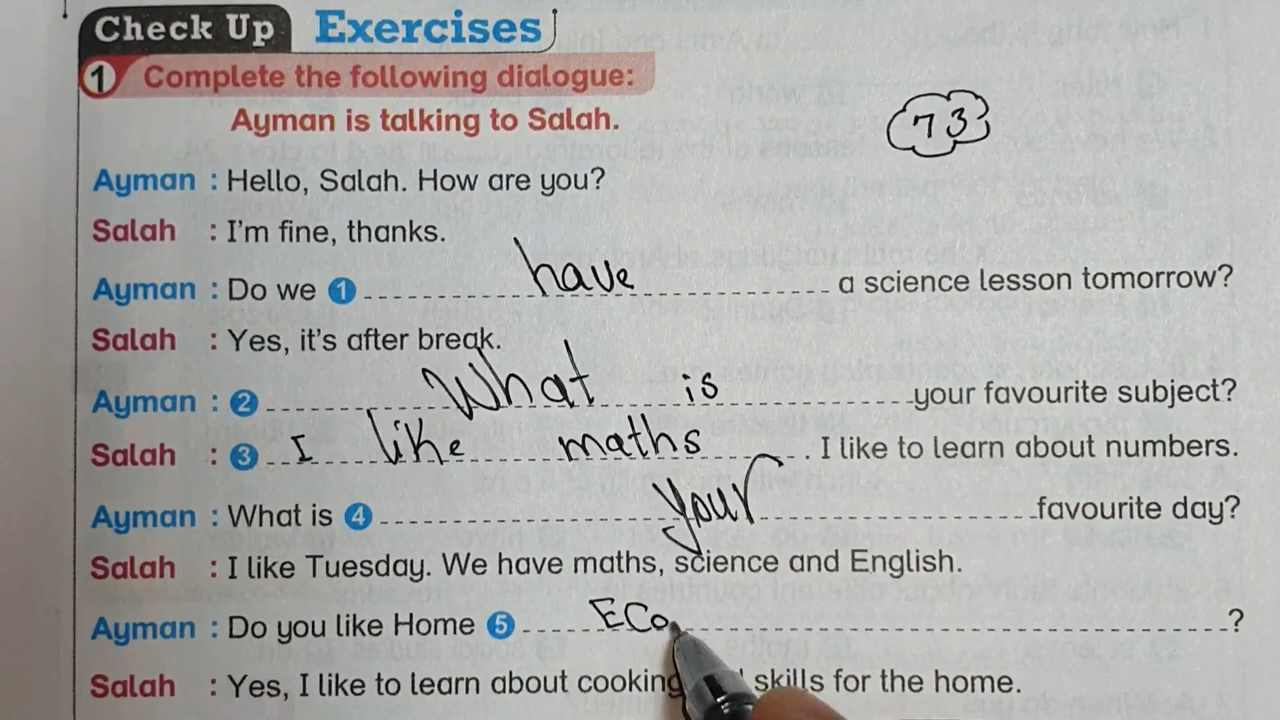 Check Up Exercises
1 Complete the following dialogue:
Ayman is talking to Salah.
73
Ayman : Hello, Salah. How are you?
Salah : I'm fine, thanks.
Ayman : Do we 1 have a science lesson tomorrow?
Salah : Yes, it's after break.
Ayman : 2 What is your favourite subject?
Salah : 3 I like maths . I like to learn about numbers.
Ayman : What is 4 your favourite day?
Salah : I like Tuesday. We have maths, science and English.
Ayman : Do you like Home 5 ECo ?
Salah : Yes, I like to learn about cooking skills for the home.